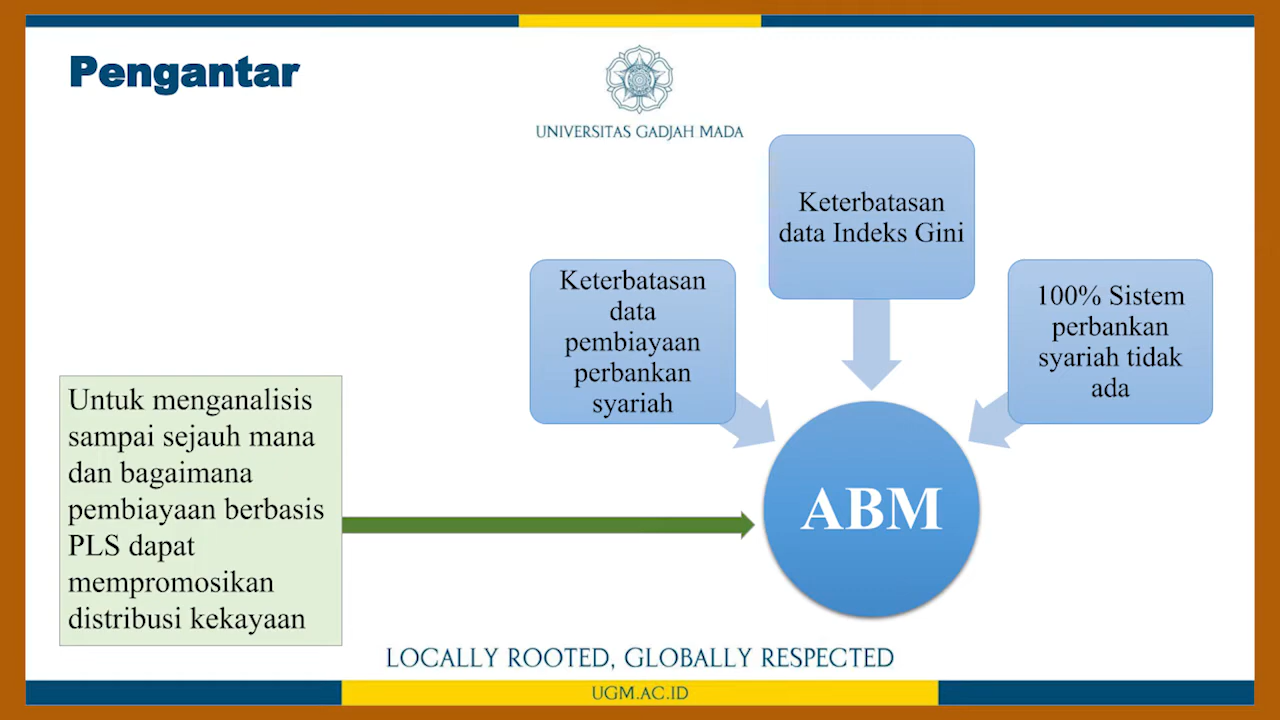 Pengantar
UNIVERSITAS GADJAH MADA
Keterbatasan
data Indeks Gini
Keterbatasan
data
pembiayaan
perbankan
syariah
100% Sistem
perbankan
syariah tidak
ada
Untuk menganalisis
sampai sejauh mana
dan bagaimana
pembiayaan berbasis
PLS dapat
mempromosikan
distribusi kekayaan
ABM
LOCALLY ROOTED, GLOBALLY RESPECTED
UGM.AC.ID